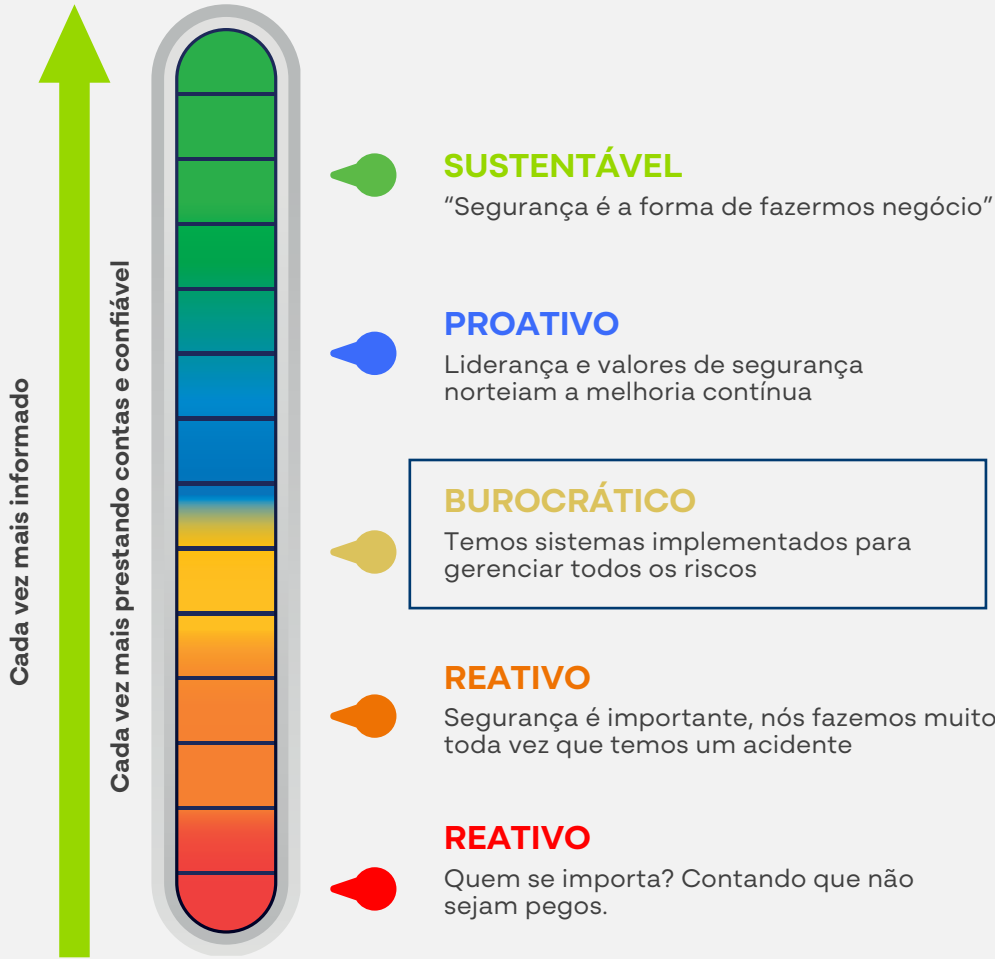 Cada vez mais informado
Cada vez mais prestando contas e confiável
SUSTENTÁVEL
“Segurança é a forma de fazermos negócio”
PROATIVO
Liderança e valores de segurança
norteiam a melhoria contínua
BUROCRÁTICO
Temos sistemas implementados para
gerenciar todos os riscos
REATIVO
Segurança é importante, nós fazemos muito
toda vez que temos um acidente
REATIVO
Quem se importa? Contando que não
sejam pegos.